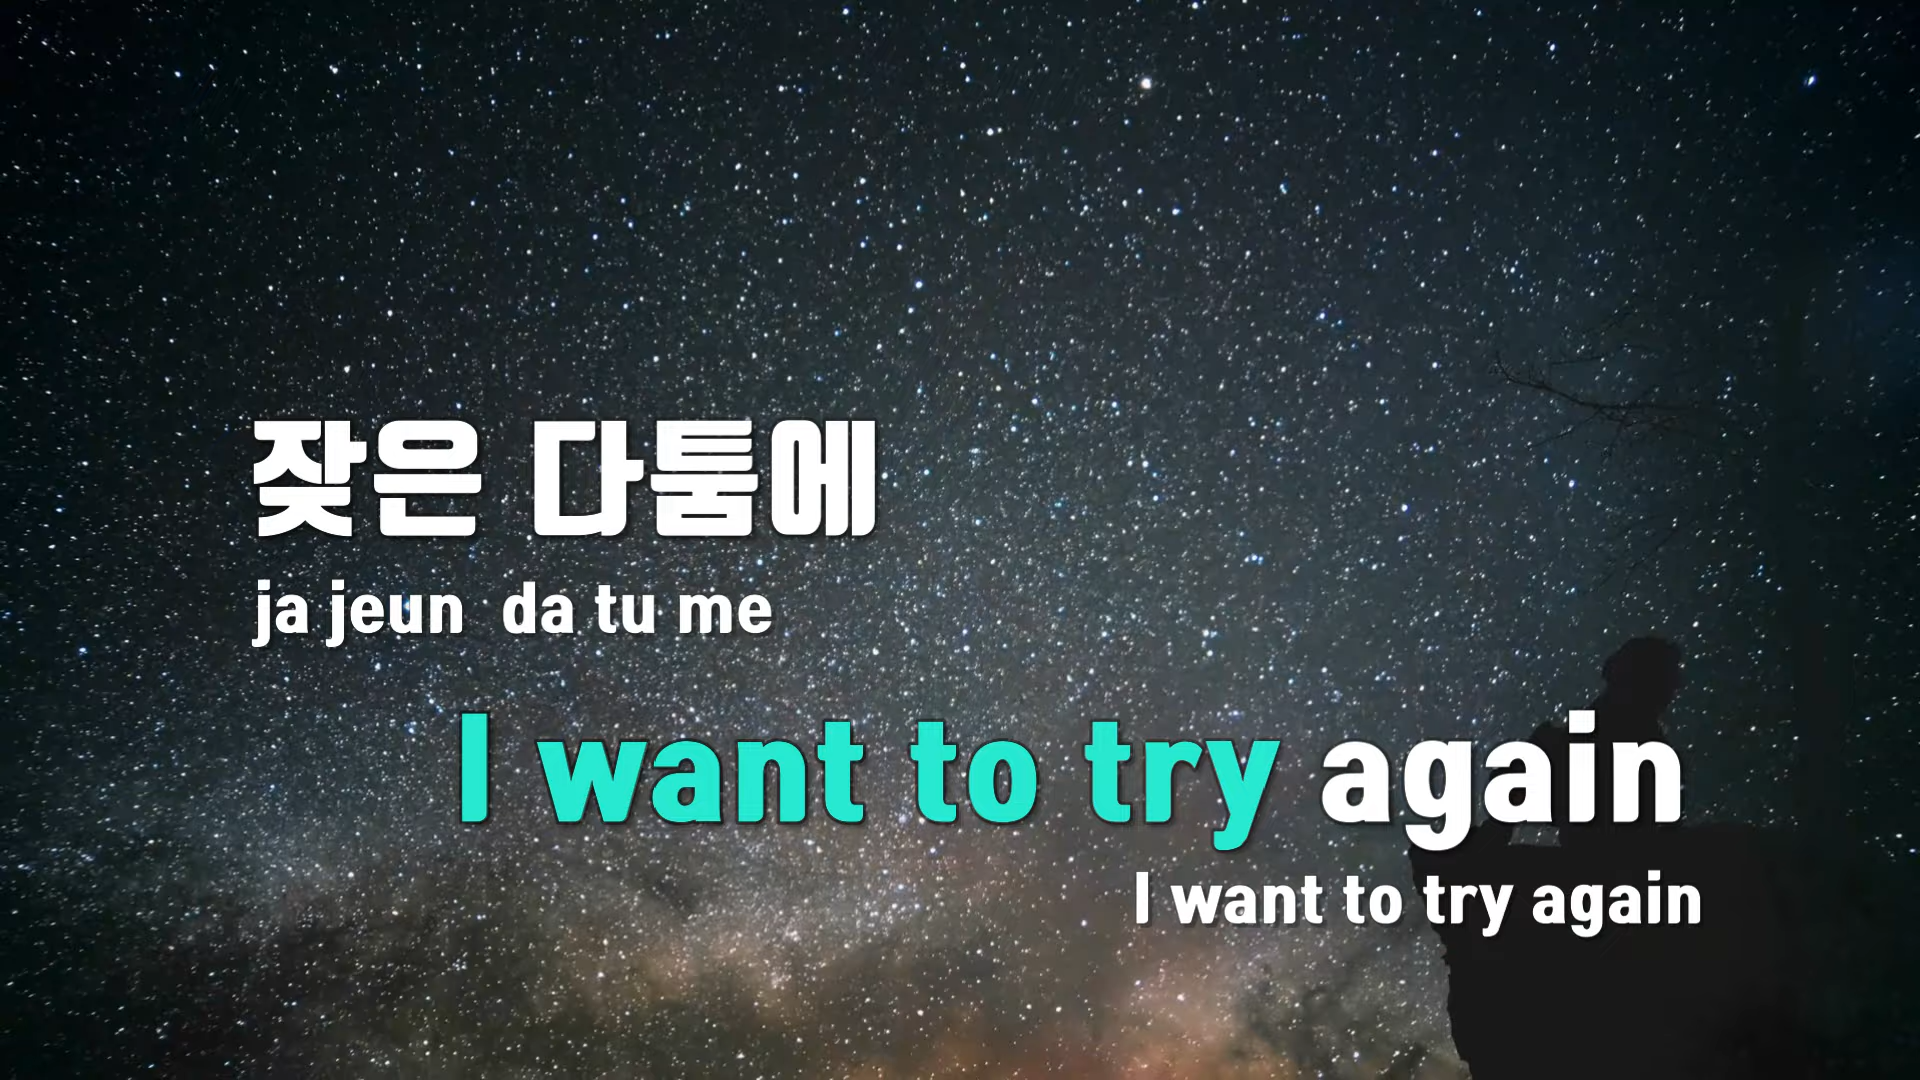 잦은 다툼에
ja jeun da tu me
I want to try again
I want to try again